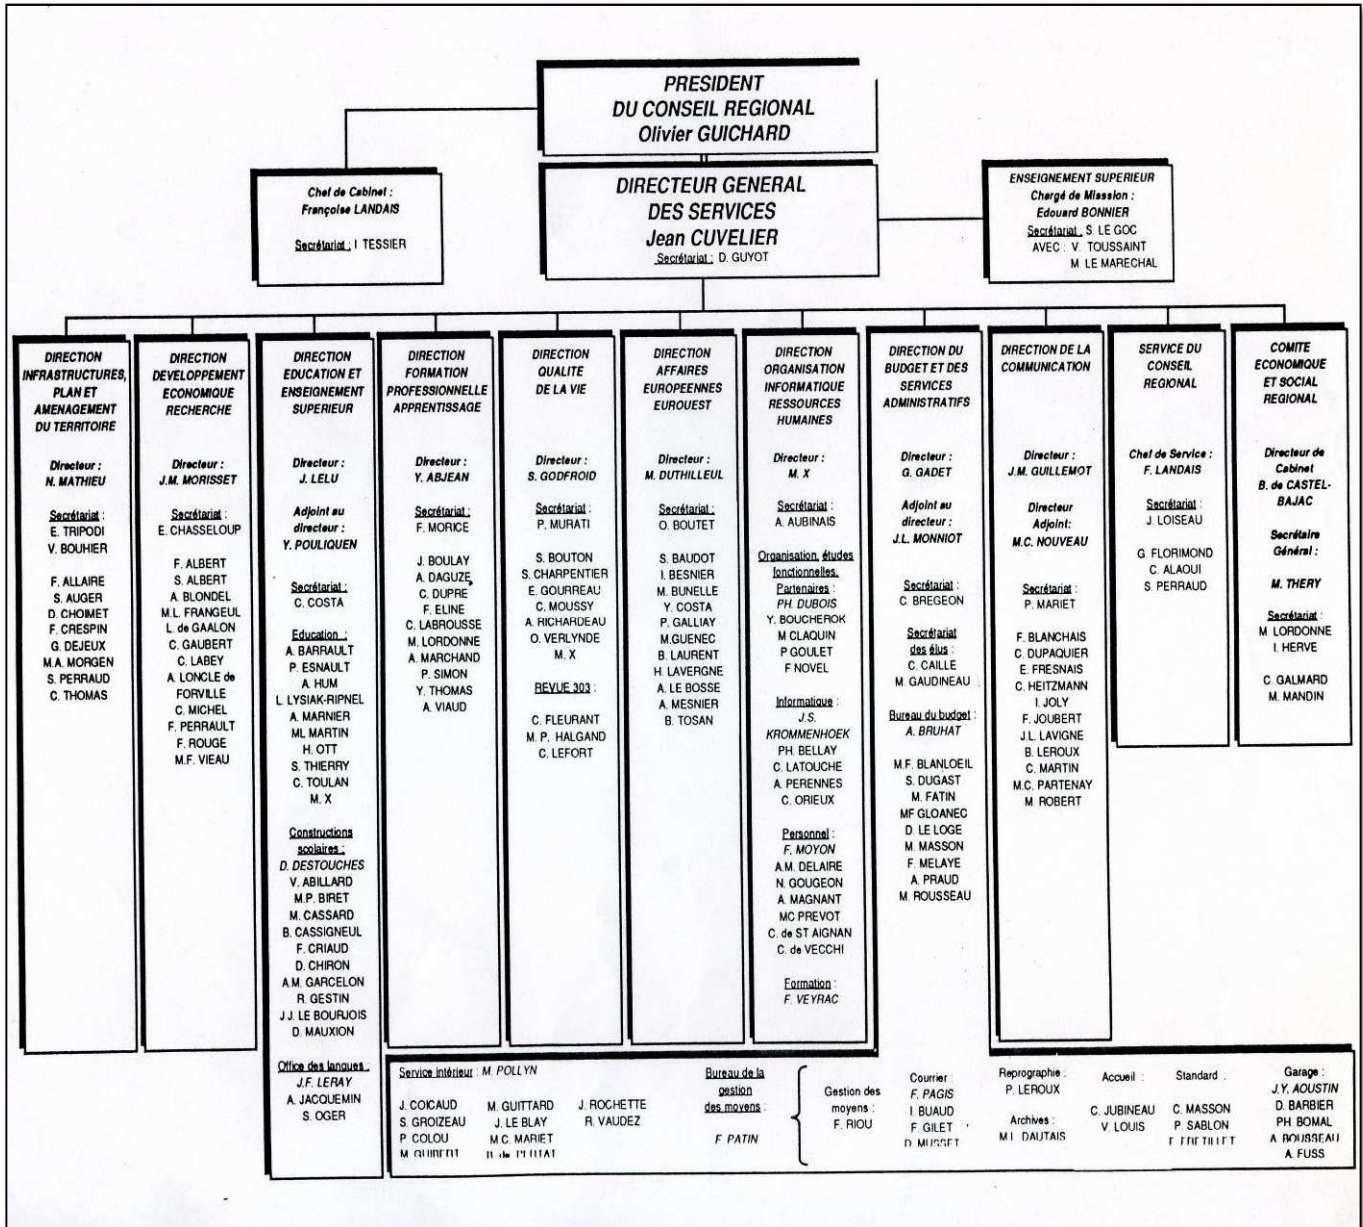 PRESIDENT
DU CONSEIL REGIONAL
Olivier GUICHARD
Chef de Cabinet :
Françoise LANDAIS
Secrétariat : I TESSIER
DIRECTEUR GENERAL
DES SERVICES
Jean CUVELIER
Secrétariat : D. GUYOT
ENSEIGNEMENT SUPERIEUR
Chargé de Mission :
Edouard BONNIER
Secrétariat : S. LE GOC
AVEC : V. TOUSSAINT
M. LE MARECHAL
DIRECTION
INFRASTRUCTURES,
PLAN ET
AMENAGEMENT
DU TERRITOIRE
Directeur :
N. MATHIEU
Secrétariat :
E. TRIPODI
V. BOUHIER
F. ALLAIRE
S. AUGER
D. CHOIMET
F. CRESPIN
G. DEJEUX
M.A. MORGEN
S. PERRAUD
C. THOMAS
DIRECTION
DEVELOPPEMENT
ECONOMIQUE
RECHERCHE
Directeur :
J.M. MORISSET
Secrétariat :
E. CHASSELOUP
F. ALBERT
S. ALBERT
A. BLONDEL
M.L. FRANGEUL
L. de GAALON
C. GAUBERT
C. LABEY
A. LONCLE de
FORVILLE
C. MICHEL
F. PERRAULT
F. ROUGE
M.F. VIEAU
DIRECTION
EDUCATION ET
ENSEIGNEMENT
SUPERIEUR
Directeur :
J. LELU
Adjoint au
directeur :
Y. POULIQUEN
Secrétariat :
C. COSTA
Education :
A. BARRAULT
P. ESNAULT
A. HUM
L. LYSIAK-RIPNEL
A. MARNIER
ML MARTIN
H. OTT
S. THIERRY
C. TOULAN
M. X
Constructions
scolaires :
D. DESTOUCHES
V. ABILLARD
M.P. BIRET
M. CASSARD
B. CASSIGNEUL
F. CRIAUD
D. CHIRON
A.M. GARCELON
R. GESTIN
J.J. LE BOURJOIS
D. MAUXION
Office des langues :
J.F. LERAY
A. JACQUEMIN
S. OGER
DIRECTION
FORMATION
PROFESSIONNELLE
APPRENTISSAGE
Directeur :
Y. ABJEAN
Secrétariat :
F. MORICE
J. BOULAY
A. DAGUZE
C. DUPRE
F. ELINE
C. LABROUSSE
M. LORDONNE
A. MARCHAND
P. SIMON
Y. THOMAS
A. VIAUD
DIRECTION
QUALITE
DE LA VIE
Directeur :
S. GODFROID
Secrétariat :
P. MURATI
S. BOUTON
S. CHARPENTIER
E. GOURREAU
C. MOUSSY
A. RICHARDEAU
O. VERLYNDE
M. X
REVUE 303 :
C. FLEURANT
M. P. HALGAND
C. LEFORT
DIRECTION
AFFAIRES
EUROPEENNES
EUROUEST
Directeur :
M. DUTHILLEUL
Secrétariat :
O. BOUTET
S. BAUDOT
I. BESNIER
M. BUNELLE
Y. COSTA
P. GALLIAY
M.GUENEC
B. LAURENT
H. LAVERGNE
A. LE BOSSE
A. MESNIER
B. TOSAN
DIRECTION
ORGANISATION
INFORMATIQUE
RESSOURCES
HUMAINES
Directeur :
M. X
Secrétariat :
A. AUBINAIS
Organisation, études
fonctionnelles,
Partenaires :
PH. DUBOIS
Y. BOUCHEROK
M CLAQUIN
P GOULET
F NOVEL
Informatique :
J.S.
KROMMENHOEK
PH. BELLAY
C. LATOUCHE
A. PERENNES
C. ORIEUX
Personnel :
F. MOYON
A.M. DELAIRE
N. GOUGEON
A. MAGNANT
MC PREVOT
C. de ST AIGNAN
C. de VECCHI
Formation :
F. VEYRAC
DIRECTION DU
BUDGET ET DES
SERVICES
ADMINISTRATIFS
Directeur :
G. GADET
Adjoint au
directeur :
J.L. MONNIOT
Secrétariat :
C. BREGEON
Secrétariat
des élus :
C. CAILLE
M. GAUDINEAU
Bureau du budget :
A. BRUHAT
M.F. BLANLOEIL
S. DUGAST
M. FATIN
MF GLOANEC
D. LE LOGE
M. MASSON
F. MELAYE
A. PRAUD
M. ROUSSEAU
DIRECTION DE LA
COMMUNICATION
Directeur :
J.M. GUILLEMOT
Directeur
Adjoint:
M.C. NOUVEAU
Secrétariat :
P. MARIET
F. BLANCHAIS
C. DUPAQUIER
E. FRESNAIS
C. HEITZMANN
I. JOLY
F. JOUBERT
J.L. LAVIGNE
B. LEROUX
C. MARTIN
M.C. PARTENAY
M. ROBERT
SERVICE DU
CONSEIL
REGIONAL
Chef de Service :
F. LANDAIS
Secrétariat :
J. LOISEAU
G. FLORIMOND
C. ALAOUI
S. PERRAUD
COMITE
ECONOMIQUE
ET SOCIAL
REGIONAL
Directeur de
Cabinet
B. de CASTEL-
BAJAC
Secrétaire
Général :
M. THERY
Secrétariat :
M. LORDONNE
I. HERVE
C. GALMARD
M. MANDIN
Service intérieur : M. POLLYN
J. COICAUD
S. GROIZEAU
P. COLOU
M. GUIBERT
M. GUITTARD
J. LE BLAY
M.C. MARIET
J. ROCHETTE
R. VAUDEZ
Bureau de la
gestion
des moyens :
F. PATIN
Gestion des
moyens :
F. RIOU
Courrier :
F. PAGIS
I. BUAUD
F. GILET
D. MUSSET
Reprographie :
P. LEROUX
Archives :
M.L. DAUTAIS
Accueil :
C. JUBINEAU
V. LOUIS
Standard :
C. MASSON
P. SABLON
Garage :
J.Y. AOUSTIN
D. BARBIER
PH. BOMAL
A. BOUSSEAU
A. FUSS